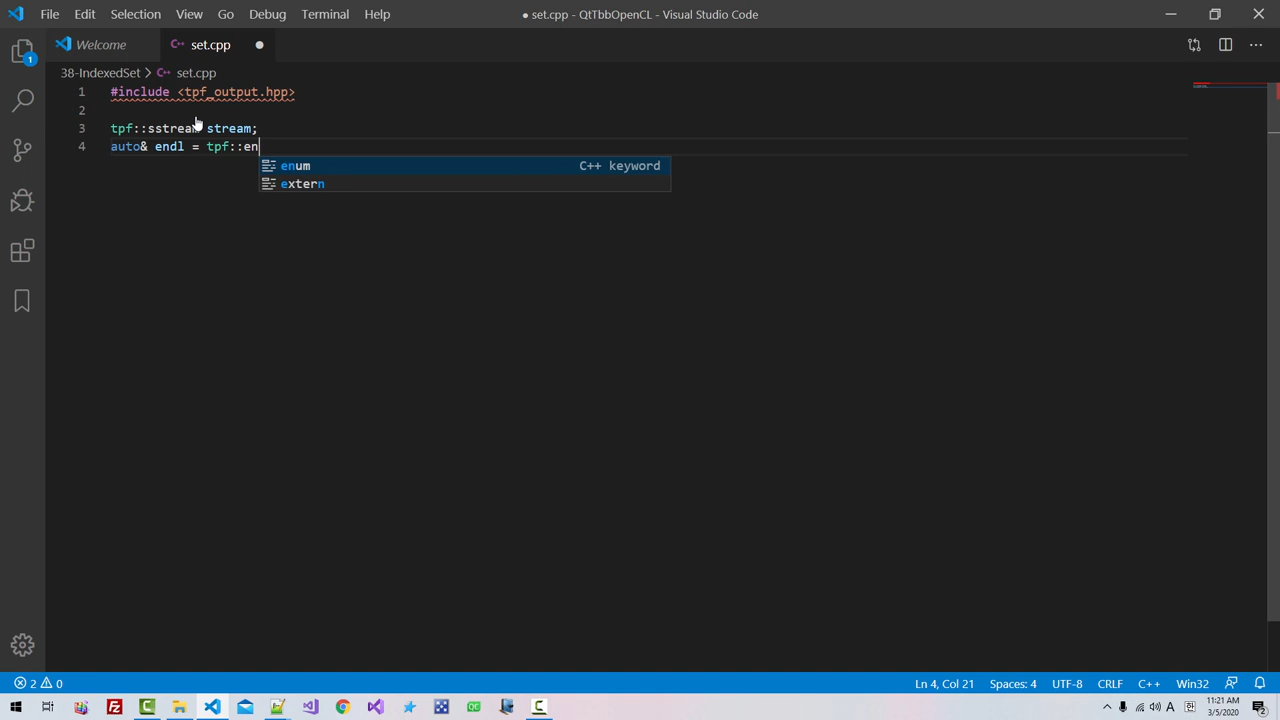 File Edit Selection View Go Debug Terminal Help
● set.cpp - QtTbbOpenCL - Visual Studio Code
Welcome
set.cpp
38-IndexedSet > set.cpp
1 #include <tpf_output.hpp>
2
3 tpf::sstream stream;
4 auto& endl = tpf::en
enum C++ keyword
extern
2 0
Ln 4, Col 21 Spaces: 4 UTF-8 CRLF C++ Win32
11:21 AM
3/5/2020